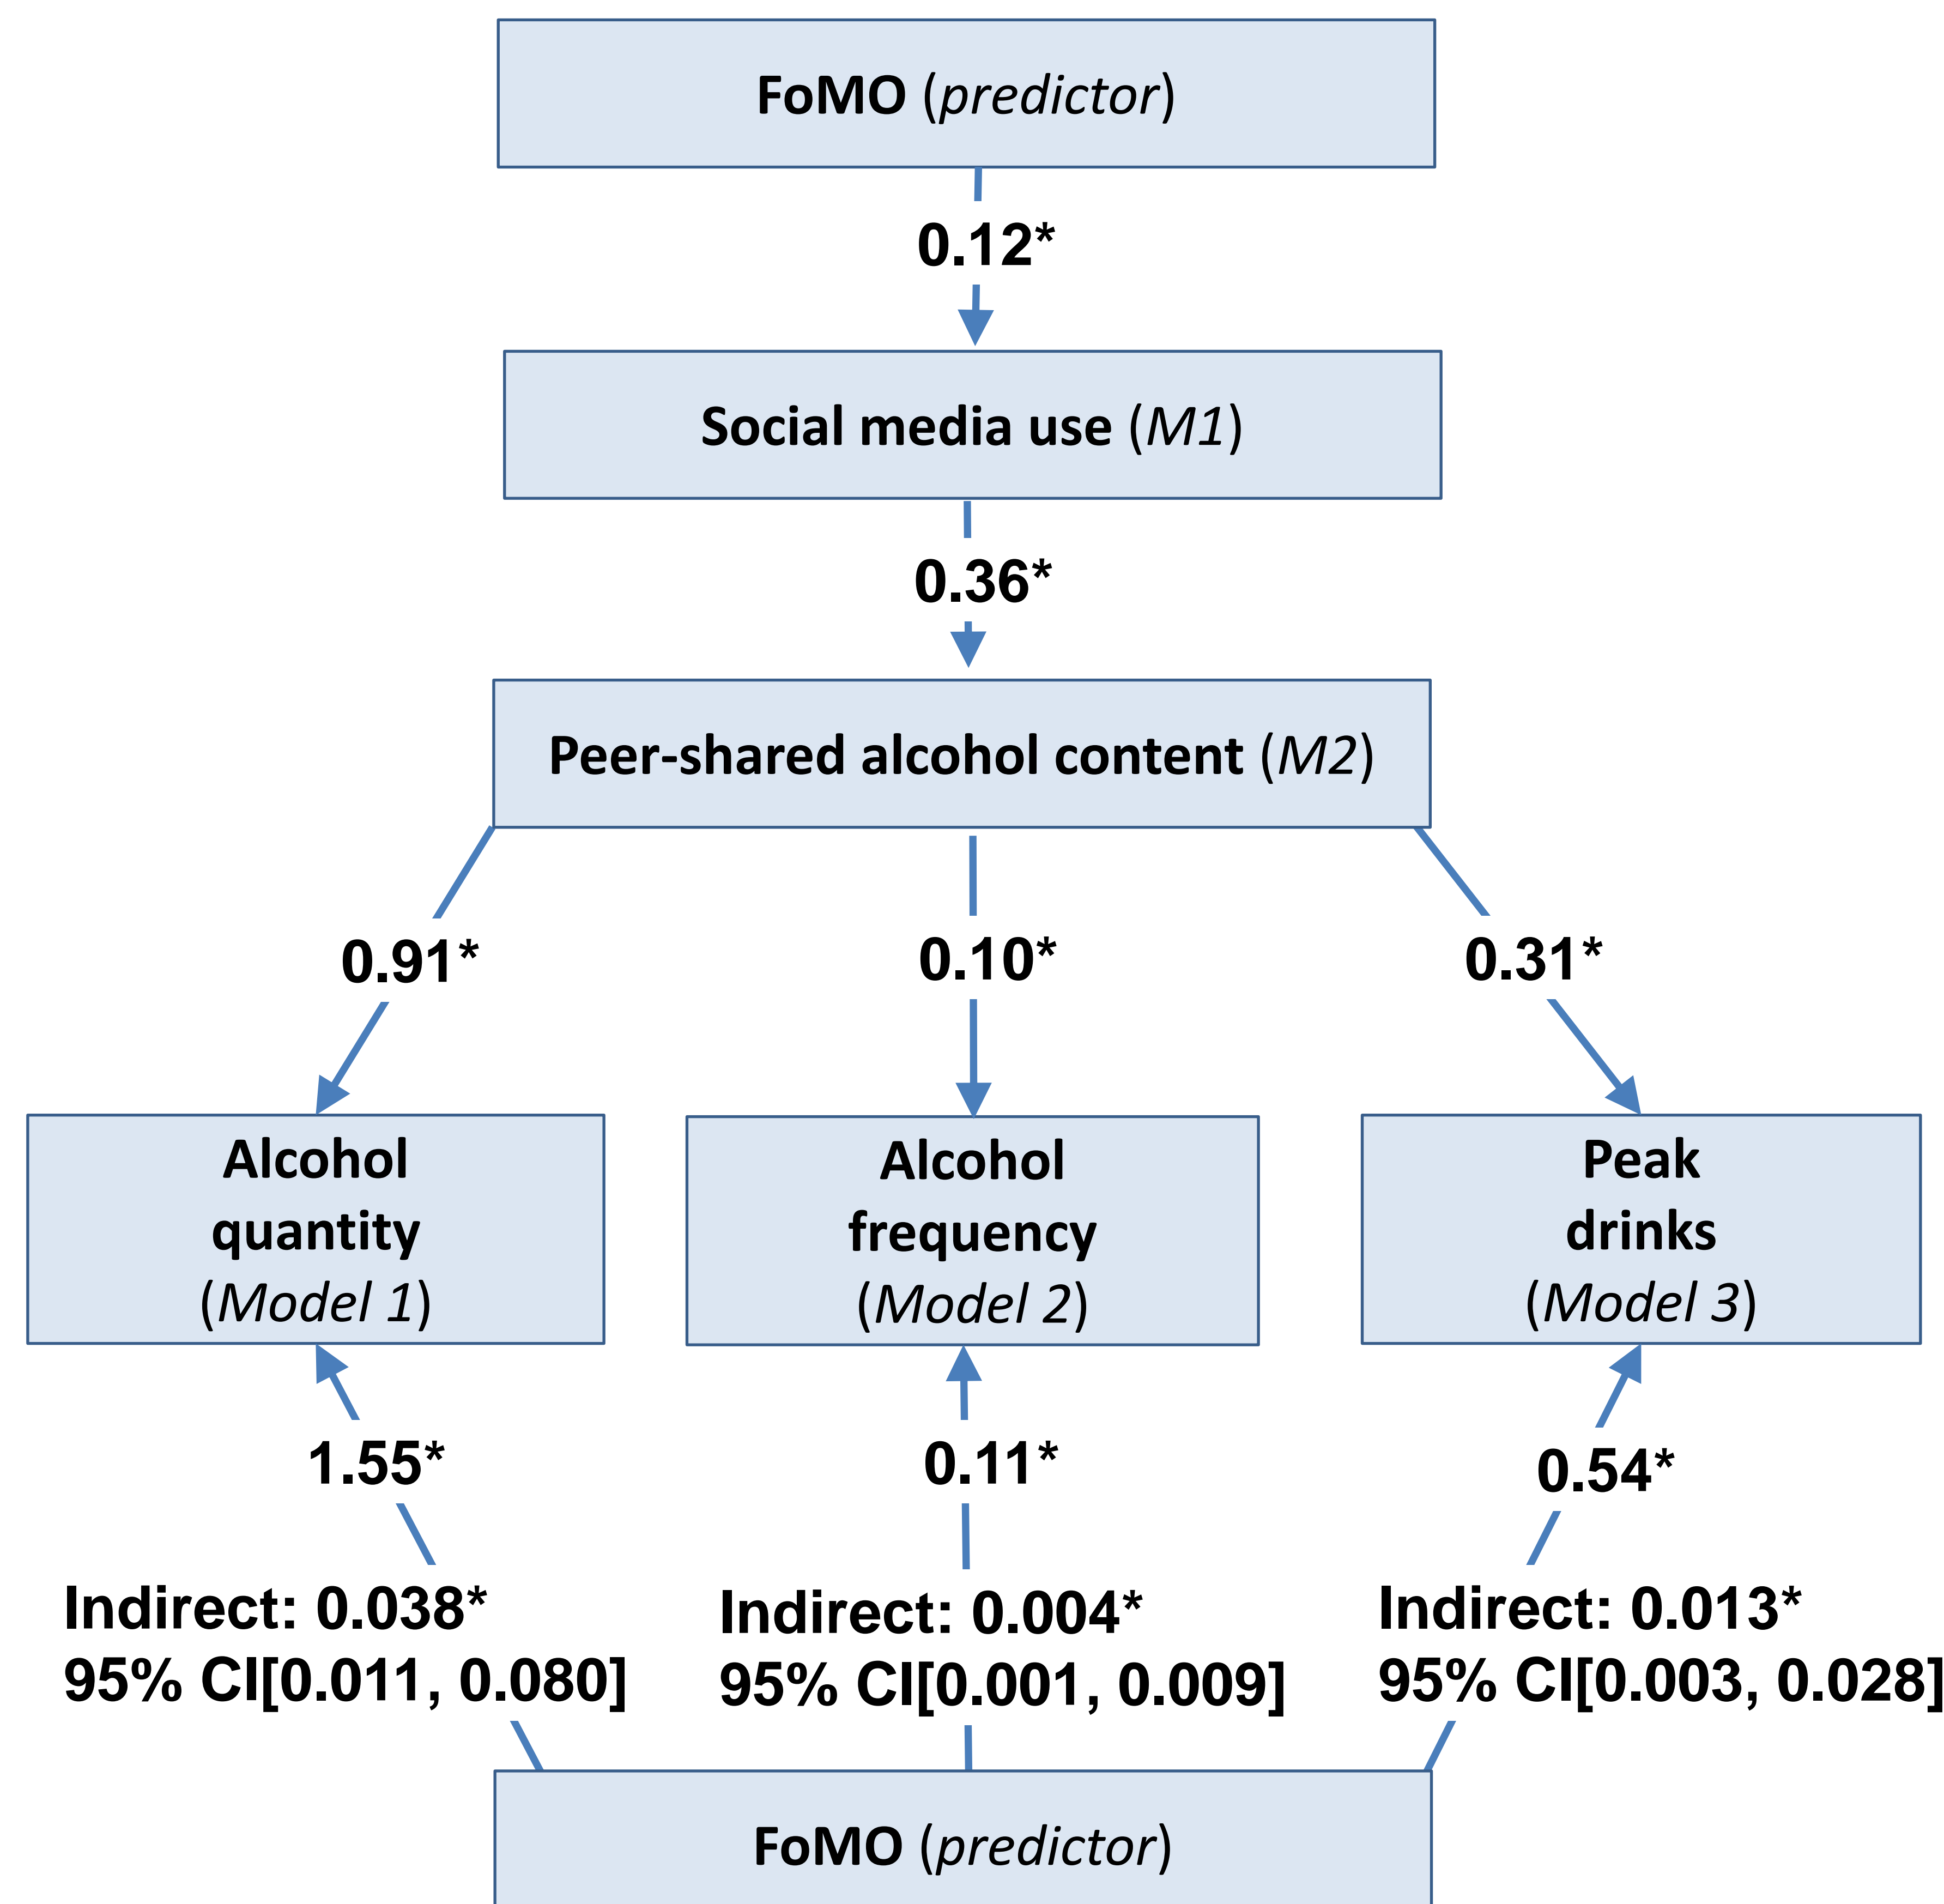 FoMO (predictor)
0.12*
Social media use (M1)
0.36*
Peer-shared alcohol content (M2)
0.91*
0.10*
0.31*
Alcohol
quantity
(Model 1)
Alcohol
frequency
(Model 2)
Peak
drinks
(Model 3)
1.55*
0.11*
0.54*
Indirect: 0.038*
95% CI[0.011, 0.080]
Indirect: 0.004*
95% CI[0.001, 0.009]
Indirect: 0.013*
95% CI[0.003, 0.028]
FoMO (predictor)